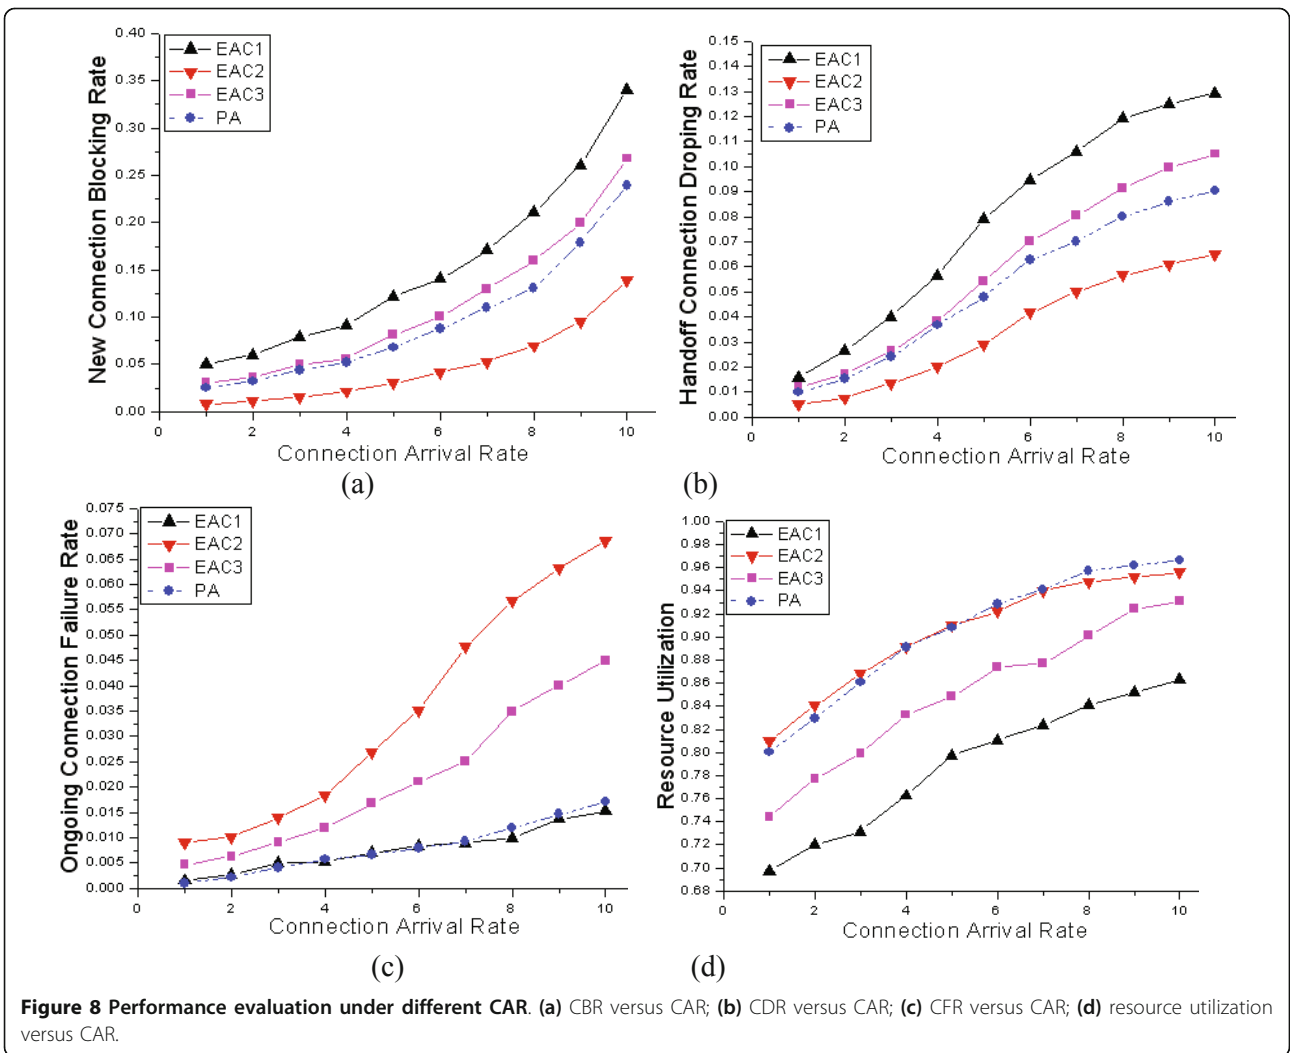 0.40
0.35
0.30
0.25
0.20
0.15
0.10
0.05
0.00
New Connection Blocking Rate
EAC1
EAC2
EAC3
PA
0 2 4 6 8 10
Connection Arrival Rate
(a)
0.15
0.14
0.13
0.12
0.11
0.10
0.09
0.08
0.07
0.06
0.05
0.04
0.03
0.02
0.01
0.00
Handoff Connection Droping Rate
EAC1
EAC2
EAC3
PA
0 2 4 6 8 10
Connection Arrival Rate
(b)
0.075
0.070
0.065
0.060
0.055
0.050
0.045
0.040
0.035
0.030
0.025
0.020
0.015
0.010
0.005
0.000
Ongoing Connection Failure Rate
EAC1
EAC2
EAC3
PA
0 2 4 6 8 10
Connection Arrival Rate
(c)
1.00
0.98
0.96
0.94
0.92
0.90
0.88
0.86
0.84
0.82
0.80
0.78
0.76
0.74
0.72
0.70
0.68
Resource Utilization
EAC1
EAC2
EAC3
PA
0 2 4 6 8 10
Connection Arrival Rate
(d)
Figure 8 Performance evaluation under different CAR. (a) CBR versus CAR; (b) CDR versus CAR; (c) CFR versus CAR; (d) resource utilization
versus CAR.